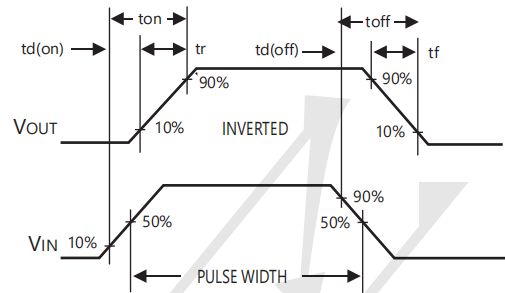 ton
toff
td(on)
tr
td(off)
tf
90%
90%
VOUT
10%
INVERTED
10%
90%
50%
50%
VIN
10%
PULSE WIDTH